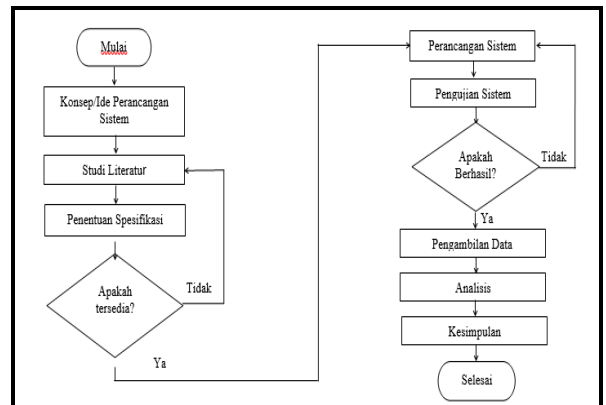 Mulai
Konsep/Ide Perancangan
Sistem
Studi Literatur
Penentuan Spesifikasi
Apakah
tersedia?
Tidak
Ya
Perancangan Sistem
Pengujian Sistem
Apakah
Berhasil?
Tidak
Ya
Pengambilan Data
Analisis
Kesimpulan
Selesai